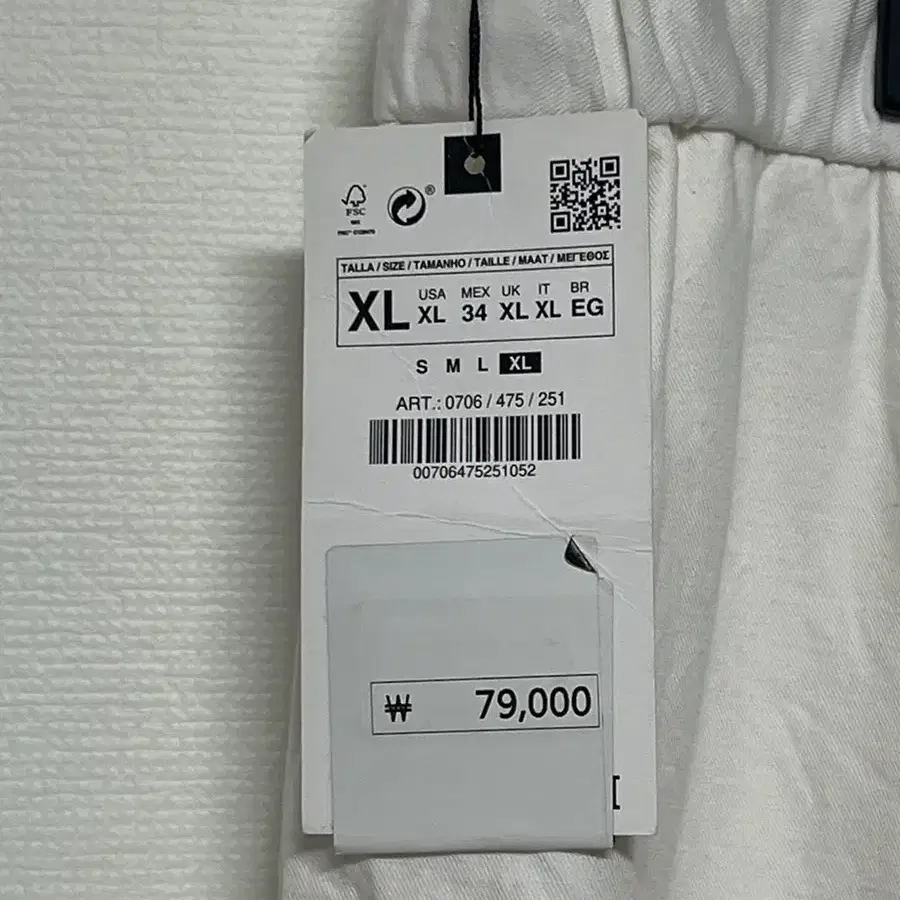 FSC
®
TALLA / SIZE / TAMANHO / TAILLE / MAAT / ΜΕΓΕΘΟΣ
XL
USA MEX UK IT BR
XL 34 XL XL EG
S M L XL
ART.: 0706 / 475 / 251
00706475251052
₩ 79,000